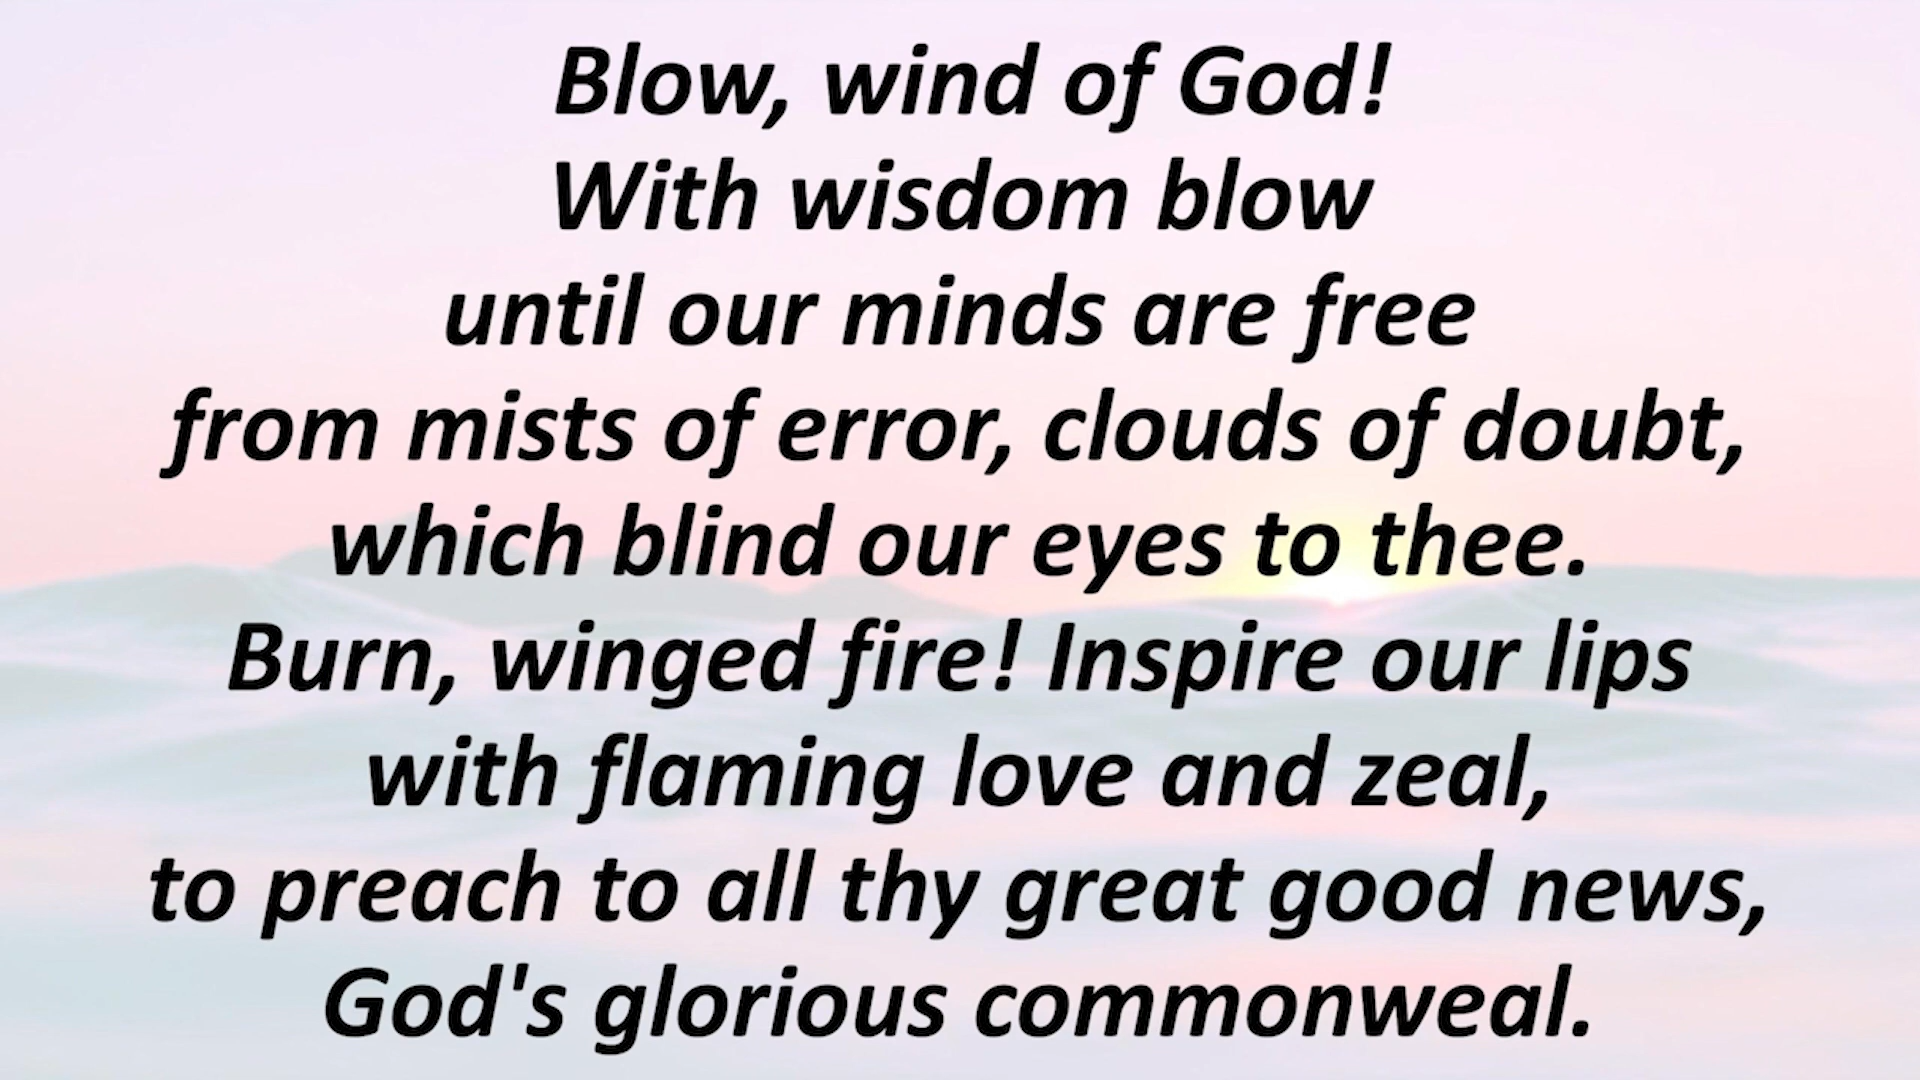 Blow, wind of God!
With wisdom blow
until our minds are free
from mists of error, clouds of doubt,
which blind our eyes to thee.
Burn, winged fire! Inspire our lips
with flaming love and zeal,
to preach to all thy great good news,
God's glorious commonweal.